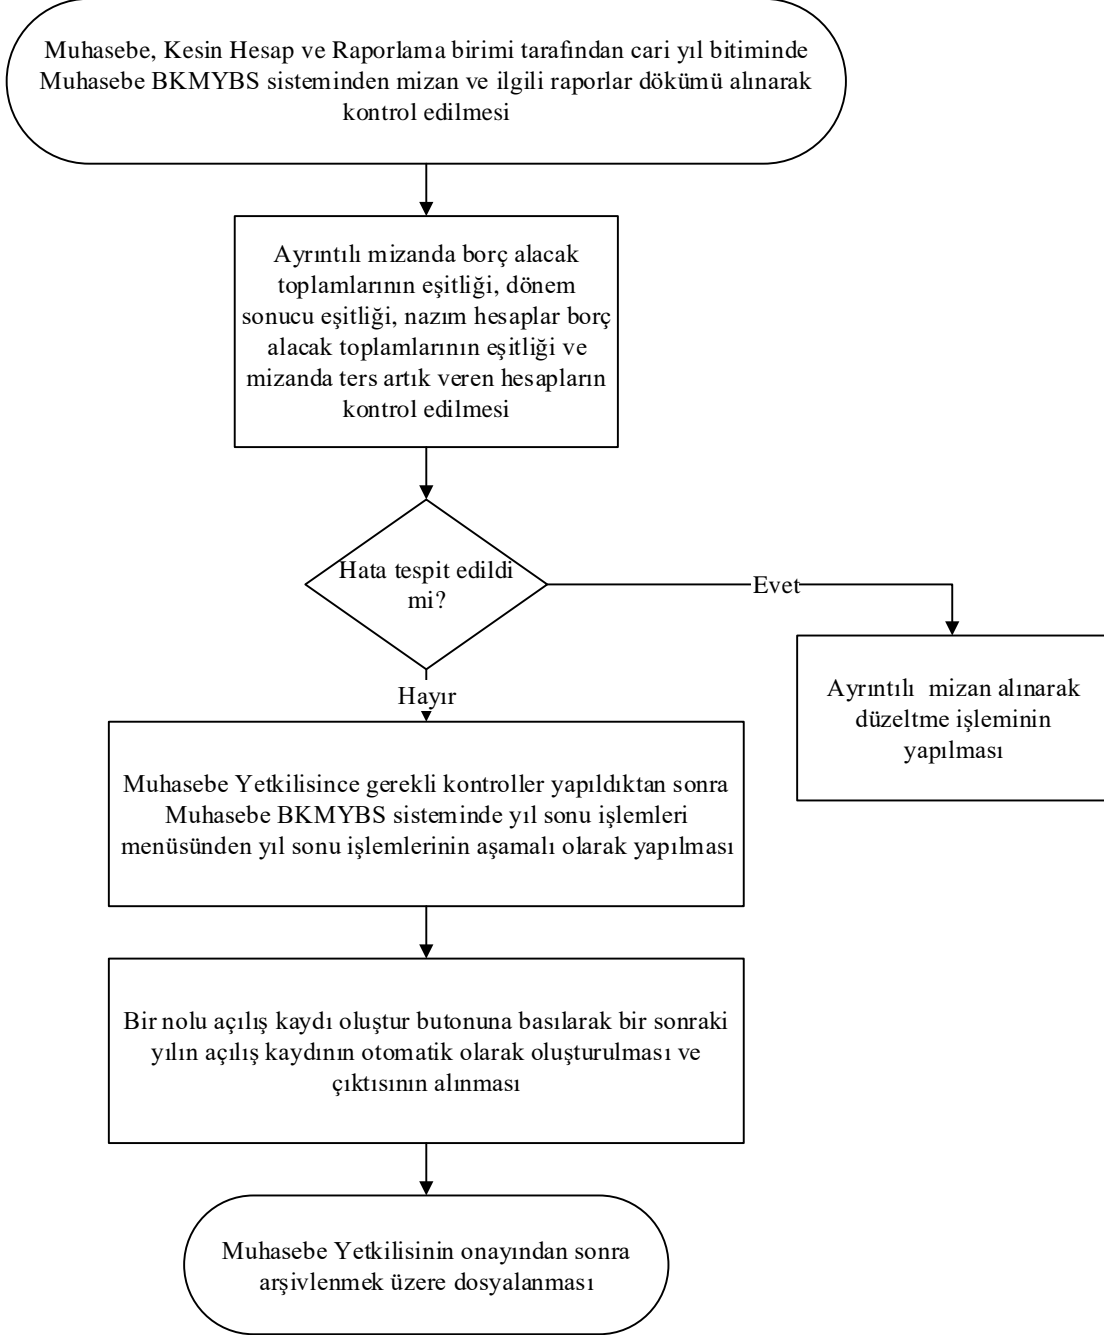 Muhasebe, Kesin Hesap ve Raporlama birimi tarafından cari yıl bitiminde
Muhasebe BKMYBS sisteminden mizan ve ilgili raporlar dökümü alınarak
kontrol edilmesi
Ayrıntılı mizanda borç alacak
toplamlarının eşitliği, dönem
sonucu eşitliği, nazım hesaplar borç
alacak toplamlarının eşitliği ve
mizanda ters artık veren hesapların
kontrol edilmesi
Hata tespit edildi
mi?
Evet
Hayır
Ayrıntılı mizan alınarak
düzeltme işleminin
yapılması
Muhasebe Yetkilisince gerekli kontroller yapıldıktan sonra
Muhasebe BKMYBS sisteminde yıl sonu işlemleri
menüsünden yıl sonu işlemlerinin aşamalı olarak yapılması
Bir nolu açılış kaydı oluştur butonuna basılarak bir sonraki
yılın açılış kaydının otomatik olarak oluşturulması ve
çıktısının alınması
Muhasebe Yetkilisinin onayından sonra
arşivlenmek üzere dosyalanması